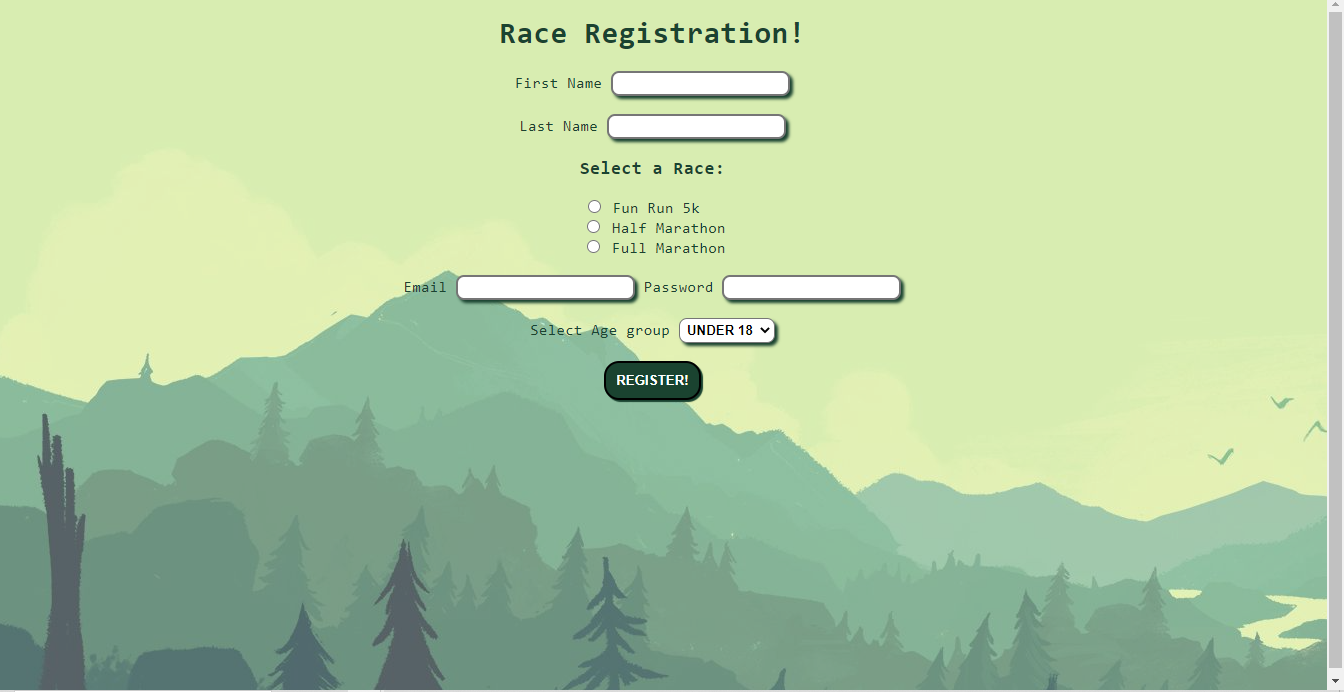 Race Registration!
First Name
Last Name
Select a Race:
Fun Run 5k
Half Marathon
Full Marathon
Email Password
Select Age group UNDER 18
REGISTER!